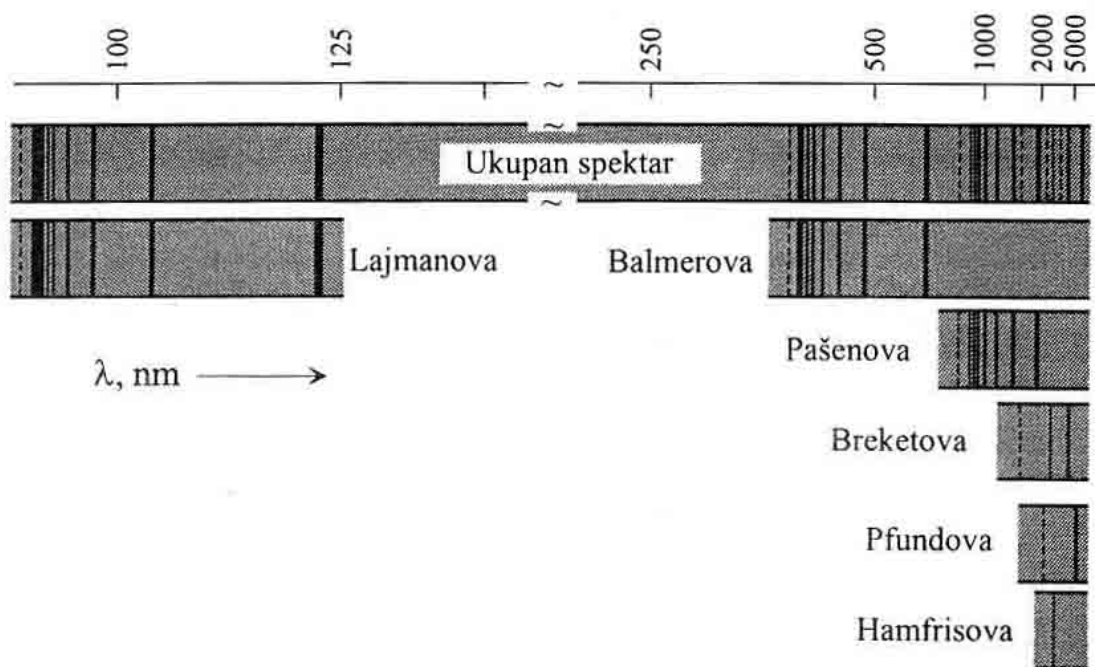 100 125 250 500 1000 2000 5000
~
~
Ukupan spektar
~
Lajmanova Balmerova
Pašenova
λ, nm
Breketova
Pfundova
Hamfrisova